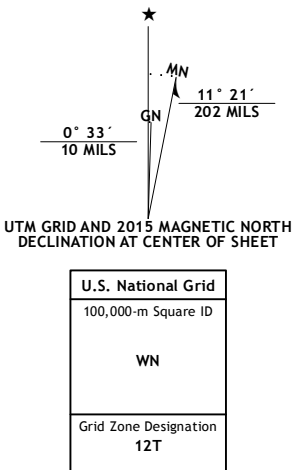 ★
MN
GN
11° 21´
202 MILS
0° 33´
10 MILS
UTM GRID AND 2015 MAGNETIC NORTH
DECLINATION AT CENTER OF SHEET
U.S. National Grid
100,000-m Square ID
WN
Grid Zone Designation
12T